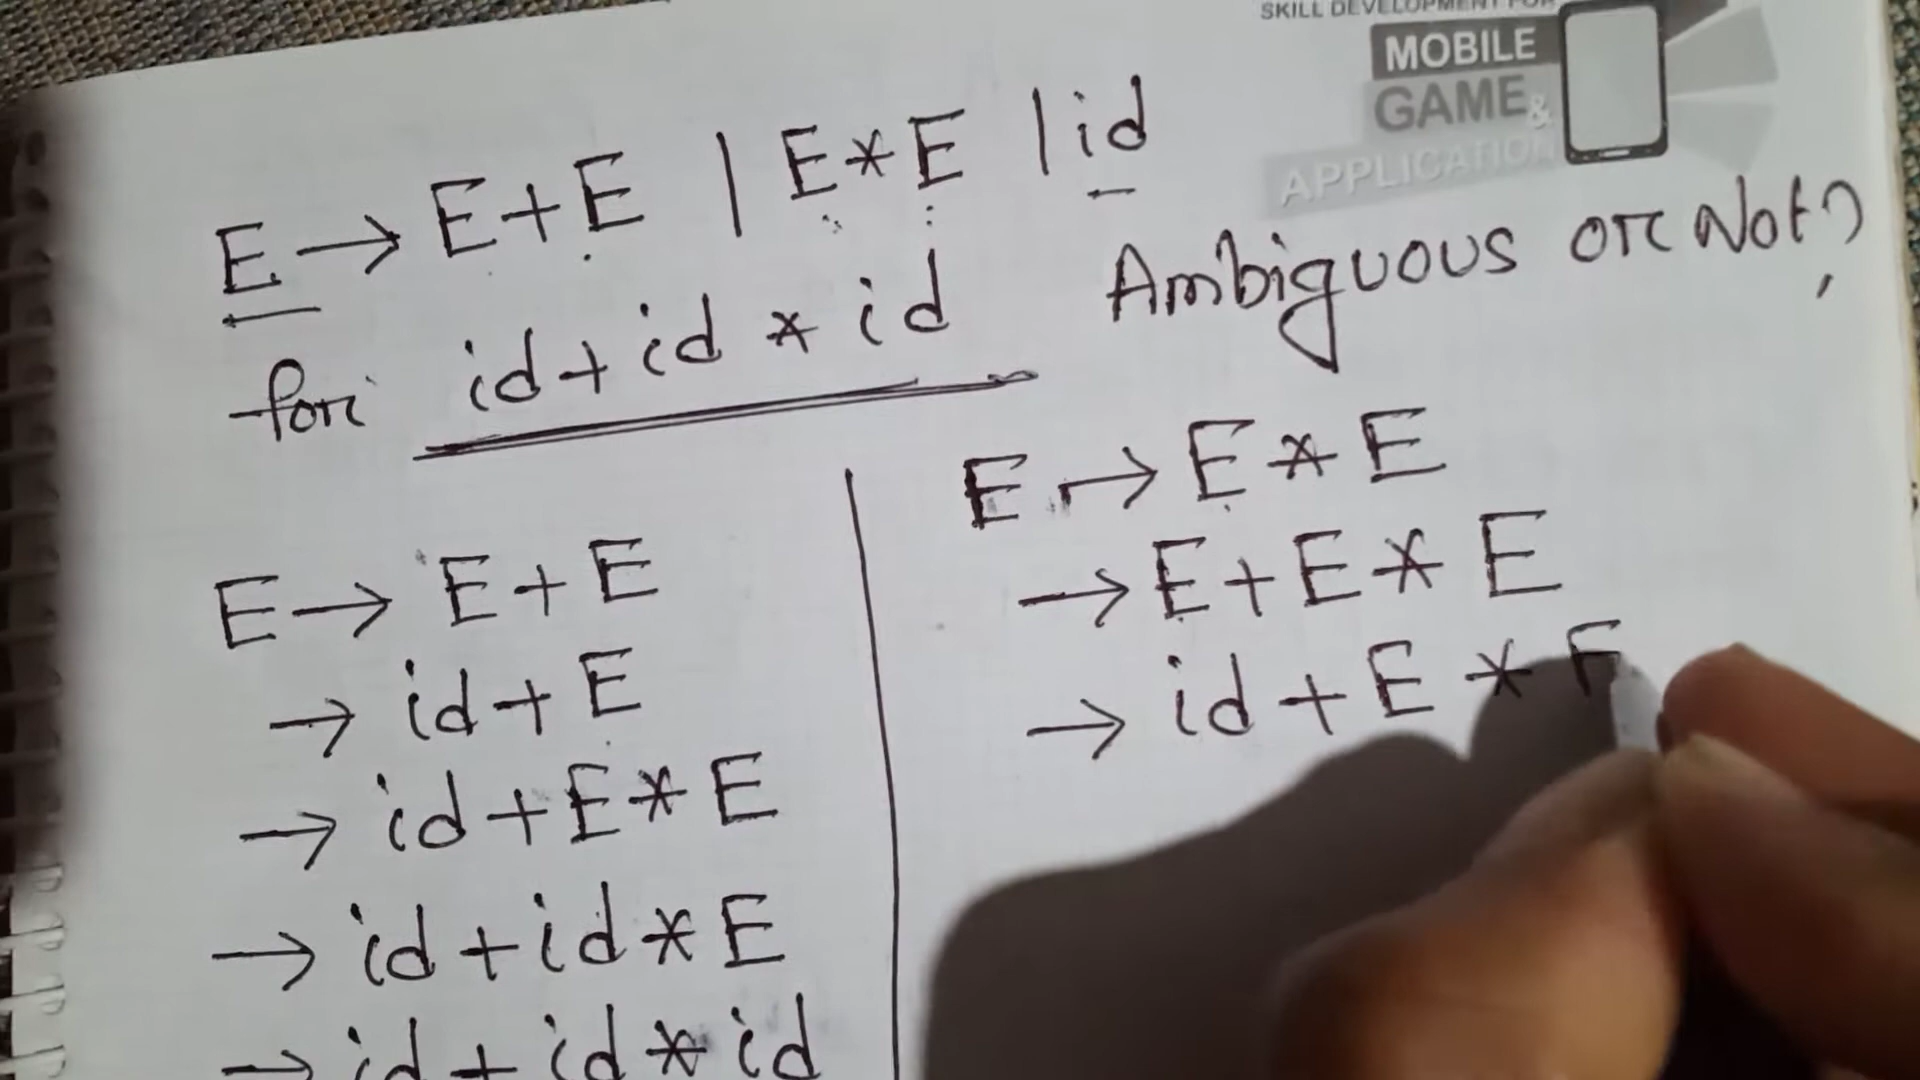 SKILL DEVELOPMENT FOR
MOBILE
GAME &
APPLICATION
E → E+E | E*E | id
for id+id*id Ambiguous or Not?
E → E+E
→ id+E
→ id+E*E
→ id+id*E
→ id+id*id
E → E*E
→ E+E*E
→ id+E*E